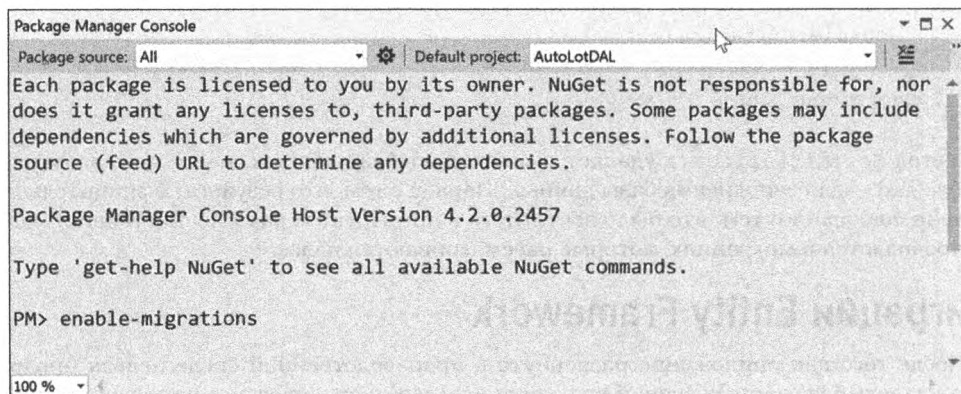 Package Manager Console
Package source: All Default project: AutoLotDAL
Each package is licensed to you by its owner. NuGet is not responsible for, nor
does it grant any licenses to, third-party packages. Some packages may include
dependencies which are governed by additional licenses. Follow the package
source (feed) URL to determine any dependencies.
Package Manager Console Host Version 4.2.0.2457
Type 'get-help NuGet' to see all available NuGet commands.
PM> enable-migrations
100 %